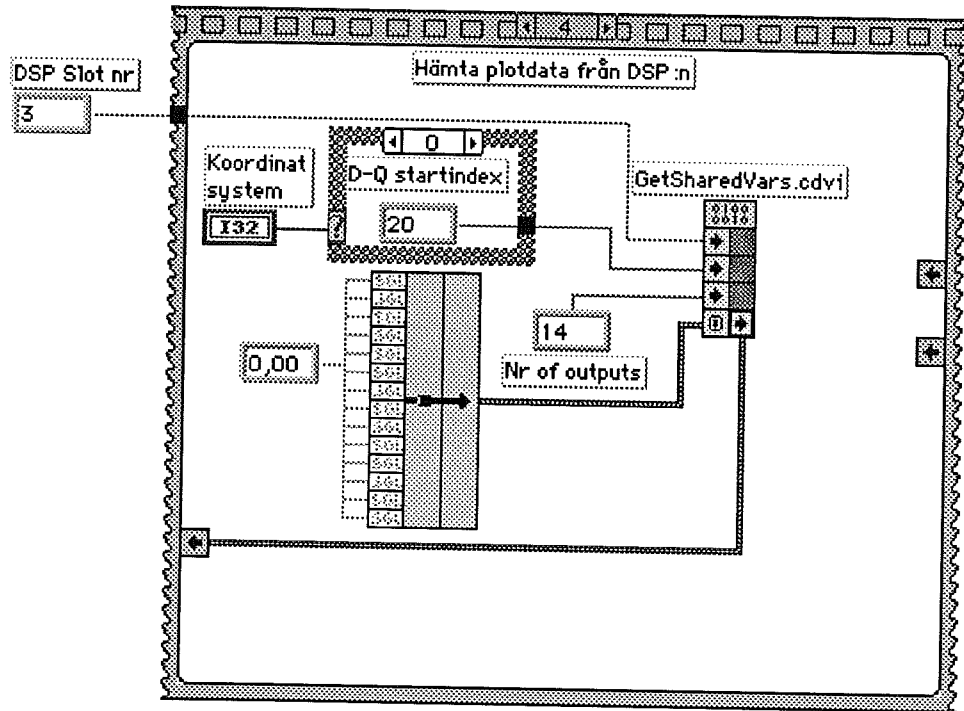 4
Hämta plotdata från DSP :n
DSP Slot nr
3
0
Koordinat
system
D-Q startindex
GetSharedVars.cdvi
I32
?
20
14
0,00
Nr of outputs